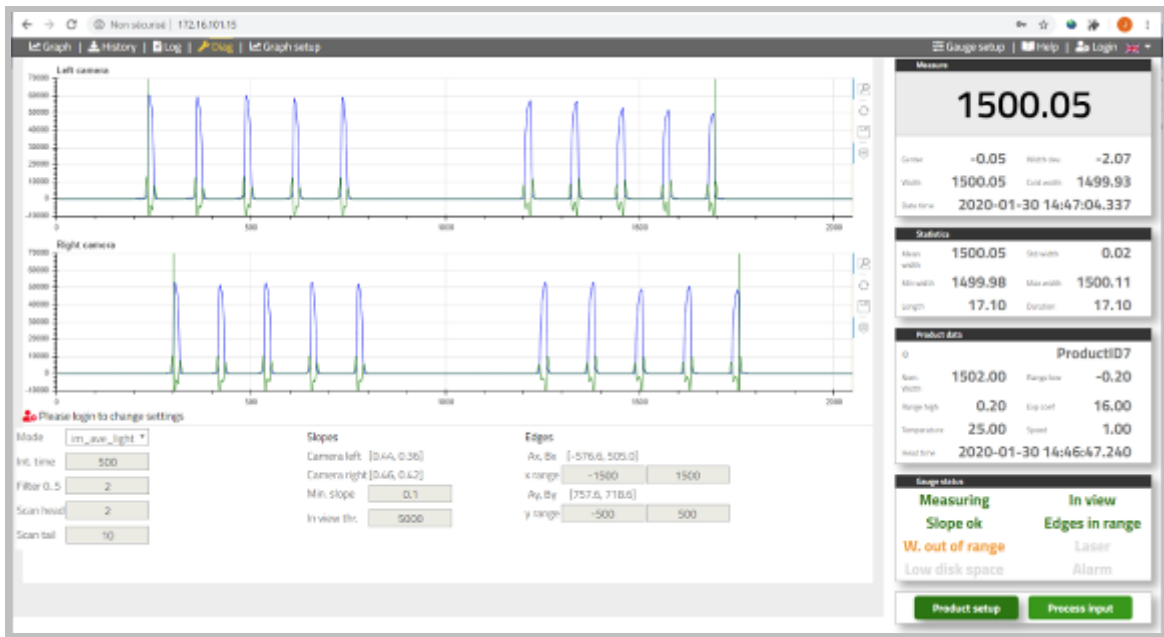 Non sécurisé | 172.16.101.15
Graph | History | Log | Diag | Graph setup
Gauge setup | Help | Login
Left camera
70000
60000
50000
40000
30000
20000
10000
0
-10000
0 500 1000 1500 2000
Right camera
70000
60000
50000
40000
30000
20000
10000
0
-10000
0 500 1000 1500 2000
Please login to change settings
Mode im_ave_light
Int. time 500
Filter 0..5 2
Scan head 2
Scan tail 10
Slopes
Camera left [0.44, 0.36]
Camera right [0.46, 0.42]
Min. slope 0.1
In view thr. 5000
Edges
Ax, Bx [-576.6, 505.0]
x range -1500 1500
Ay, By [757.6, 718.6]
y range -500 500
Measure
1500.05
Center -0.05 Width dev. -2.07
Width 1500.05 Cold width 1499.93
Date time 2020-01-30 14:47:04.337
Statistics
Mean width 1500.05 Std width 0.02
Min width 1499.98 Max width 1500.11
Length 17.10 Duration 17.10
Product data
ID ProductID7
Nom. Width 1502.00 Range low -0.20
Range high 0.20 Exp coef 16.00
Temperature 25.00 Speed 1.00
Head time 2020-01-30 14:46:47.240
Gauge status
Measuring In view
Slope ok Edges in range
W. out of range Laser
Low disk space Alarm
Product setup Process input